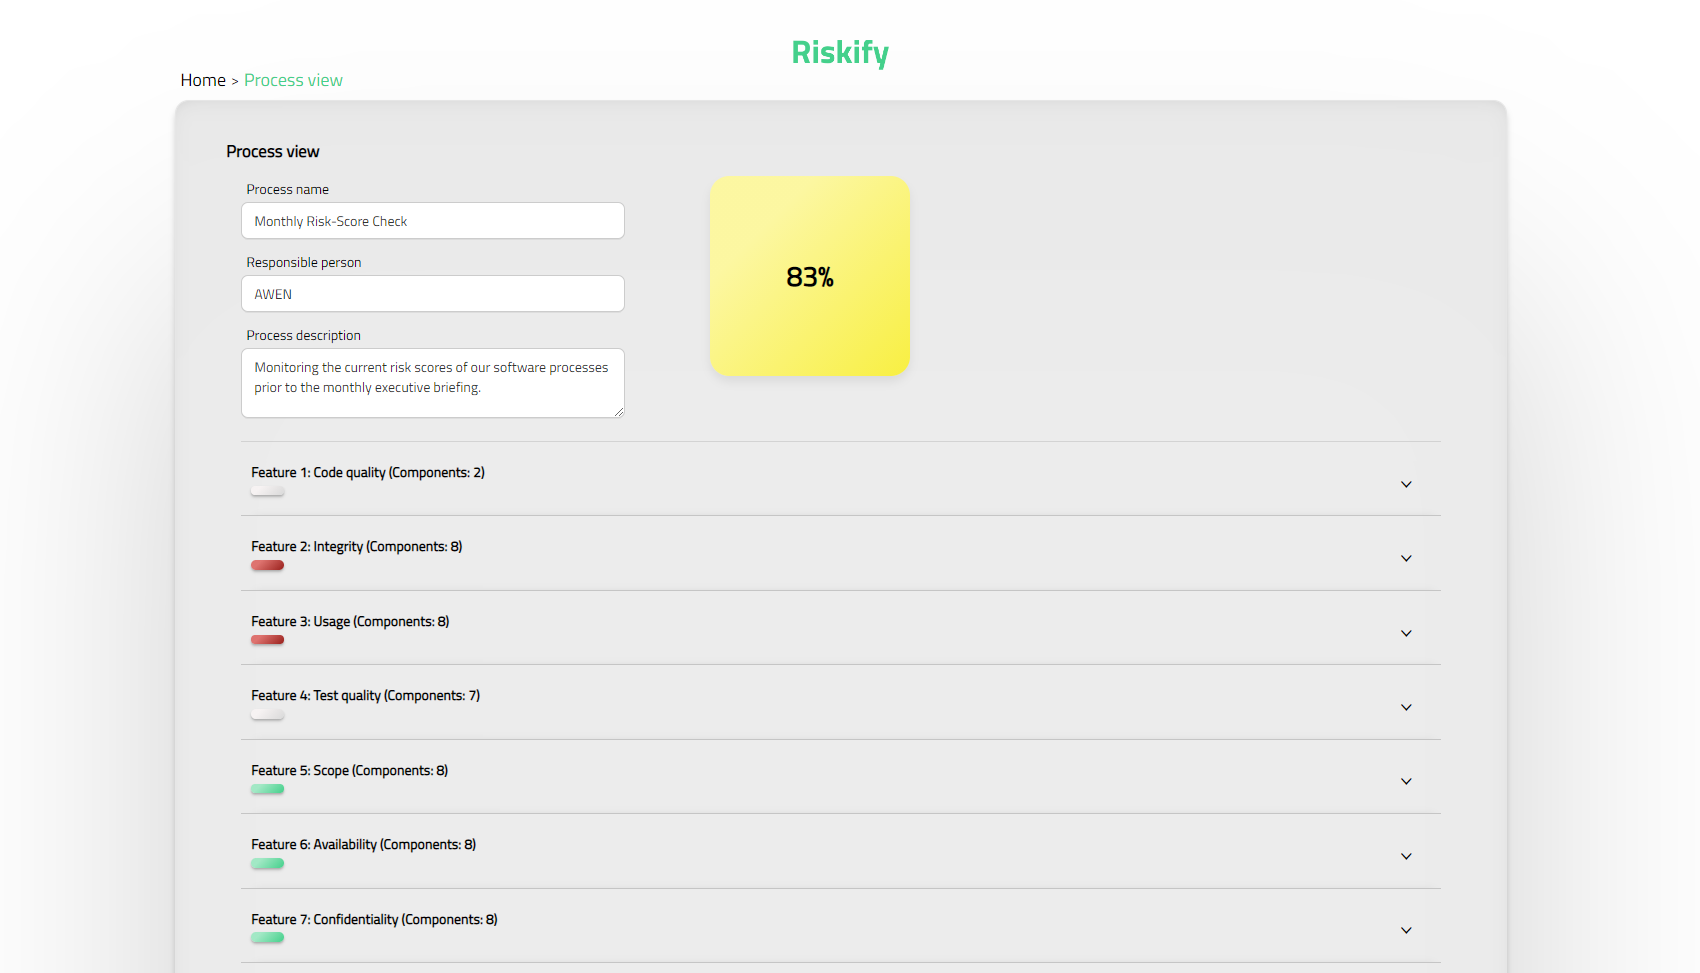 Riskify
Home > Process view
Process view
Process name
Monthly Risk-Score Check
Responsible person
AWEN
Process description
Monitoring the current risk scores of our software processes
prior to the monthly executive briefing.
83%
Feature 1: Code quality (Components: 2)
Feature 2: Integrity (Components: 8)
Feature 3: Usage (Components: 8)
Feature 4: Test quality (Components: 7)
Feature 5: Scope (Components: 8)
Feature 6: Availability (Components: 8)
Feature 7: Confidentiality (Components: 8)